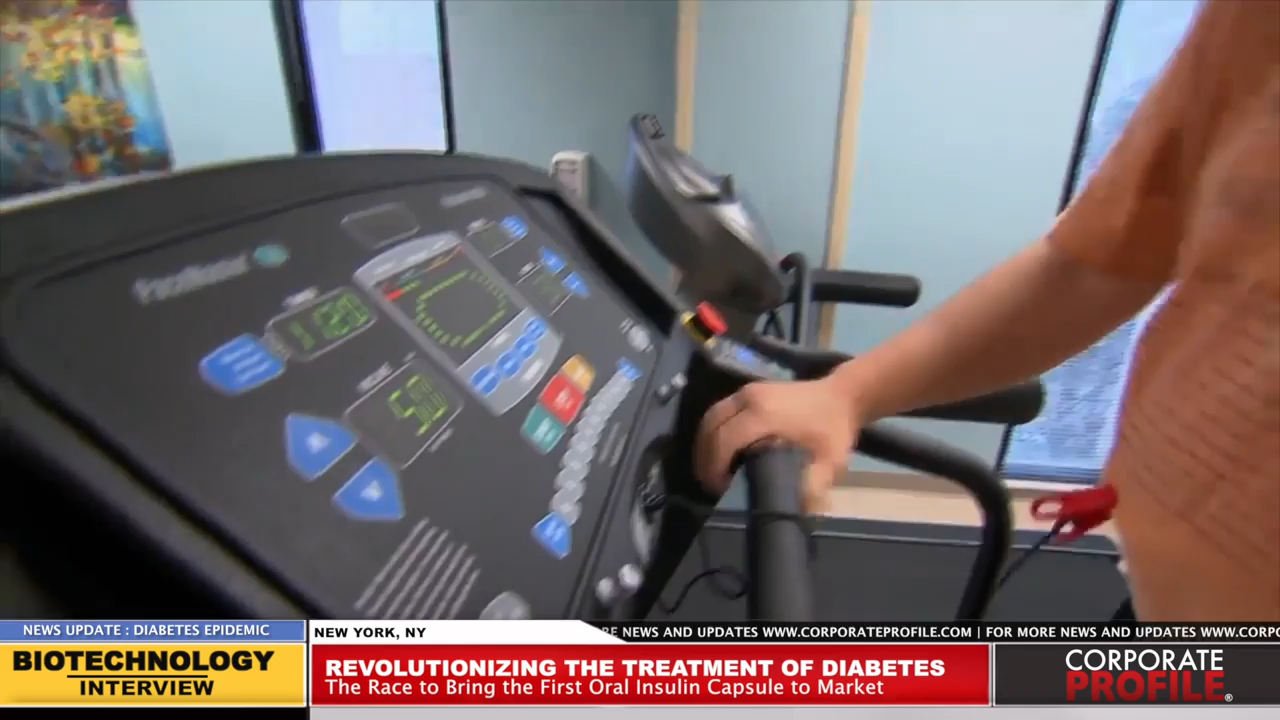 NEWS UPDATE : DIABETES EPIDEMIC
BIOTECHNOLOGY
INTERVIEW
NEW YORK, NY
RE NEWS AND UPDATES WWW.CORPORATEPROFILE.COM | FOR MORE NEWS AND UPDATES WWW.CORPO
REVOLUTIONIZING THE TREATMENT OF DIABETES
The Race to Bring the First Oral Insulin Capsule to Market
CORPORATE
PROFILE®